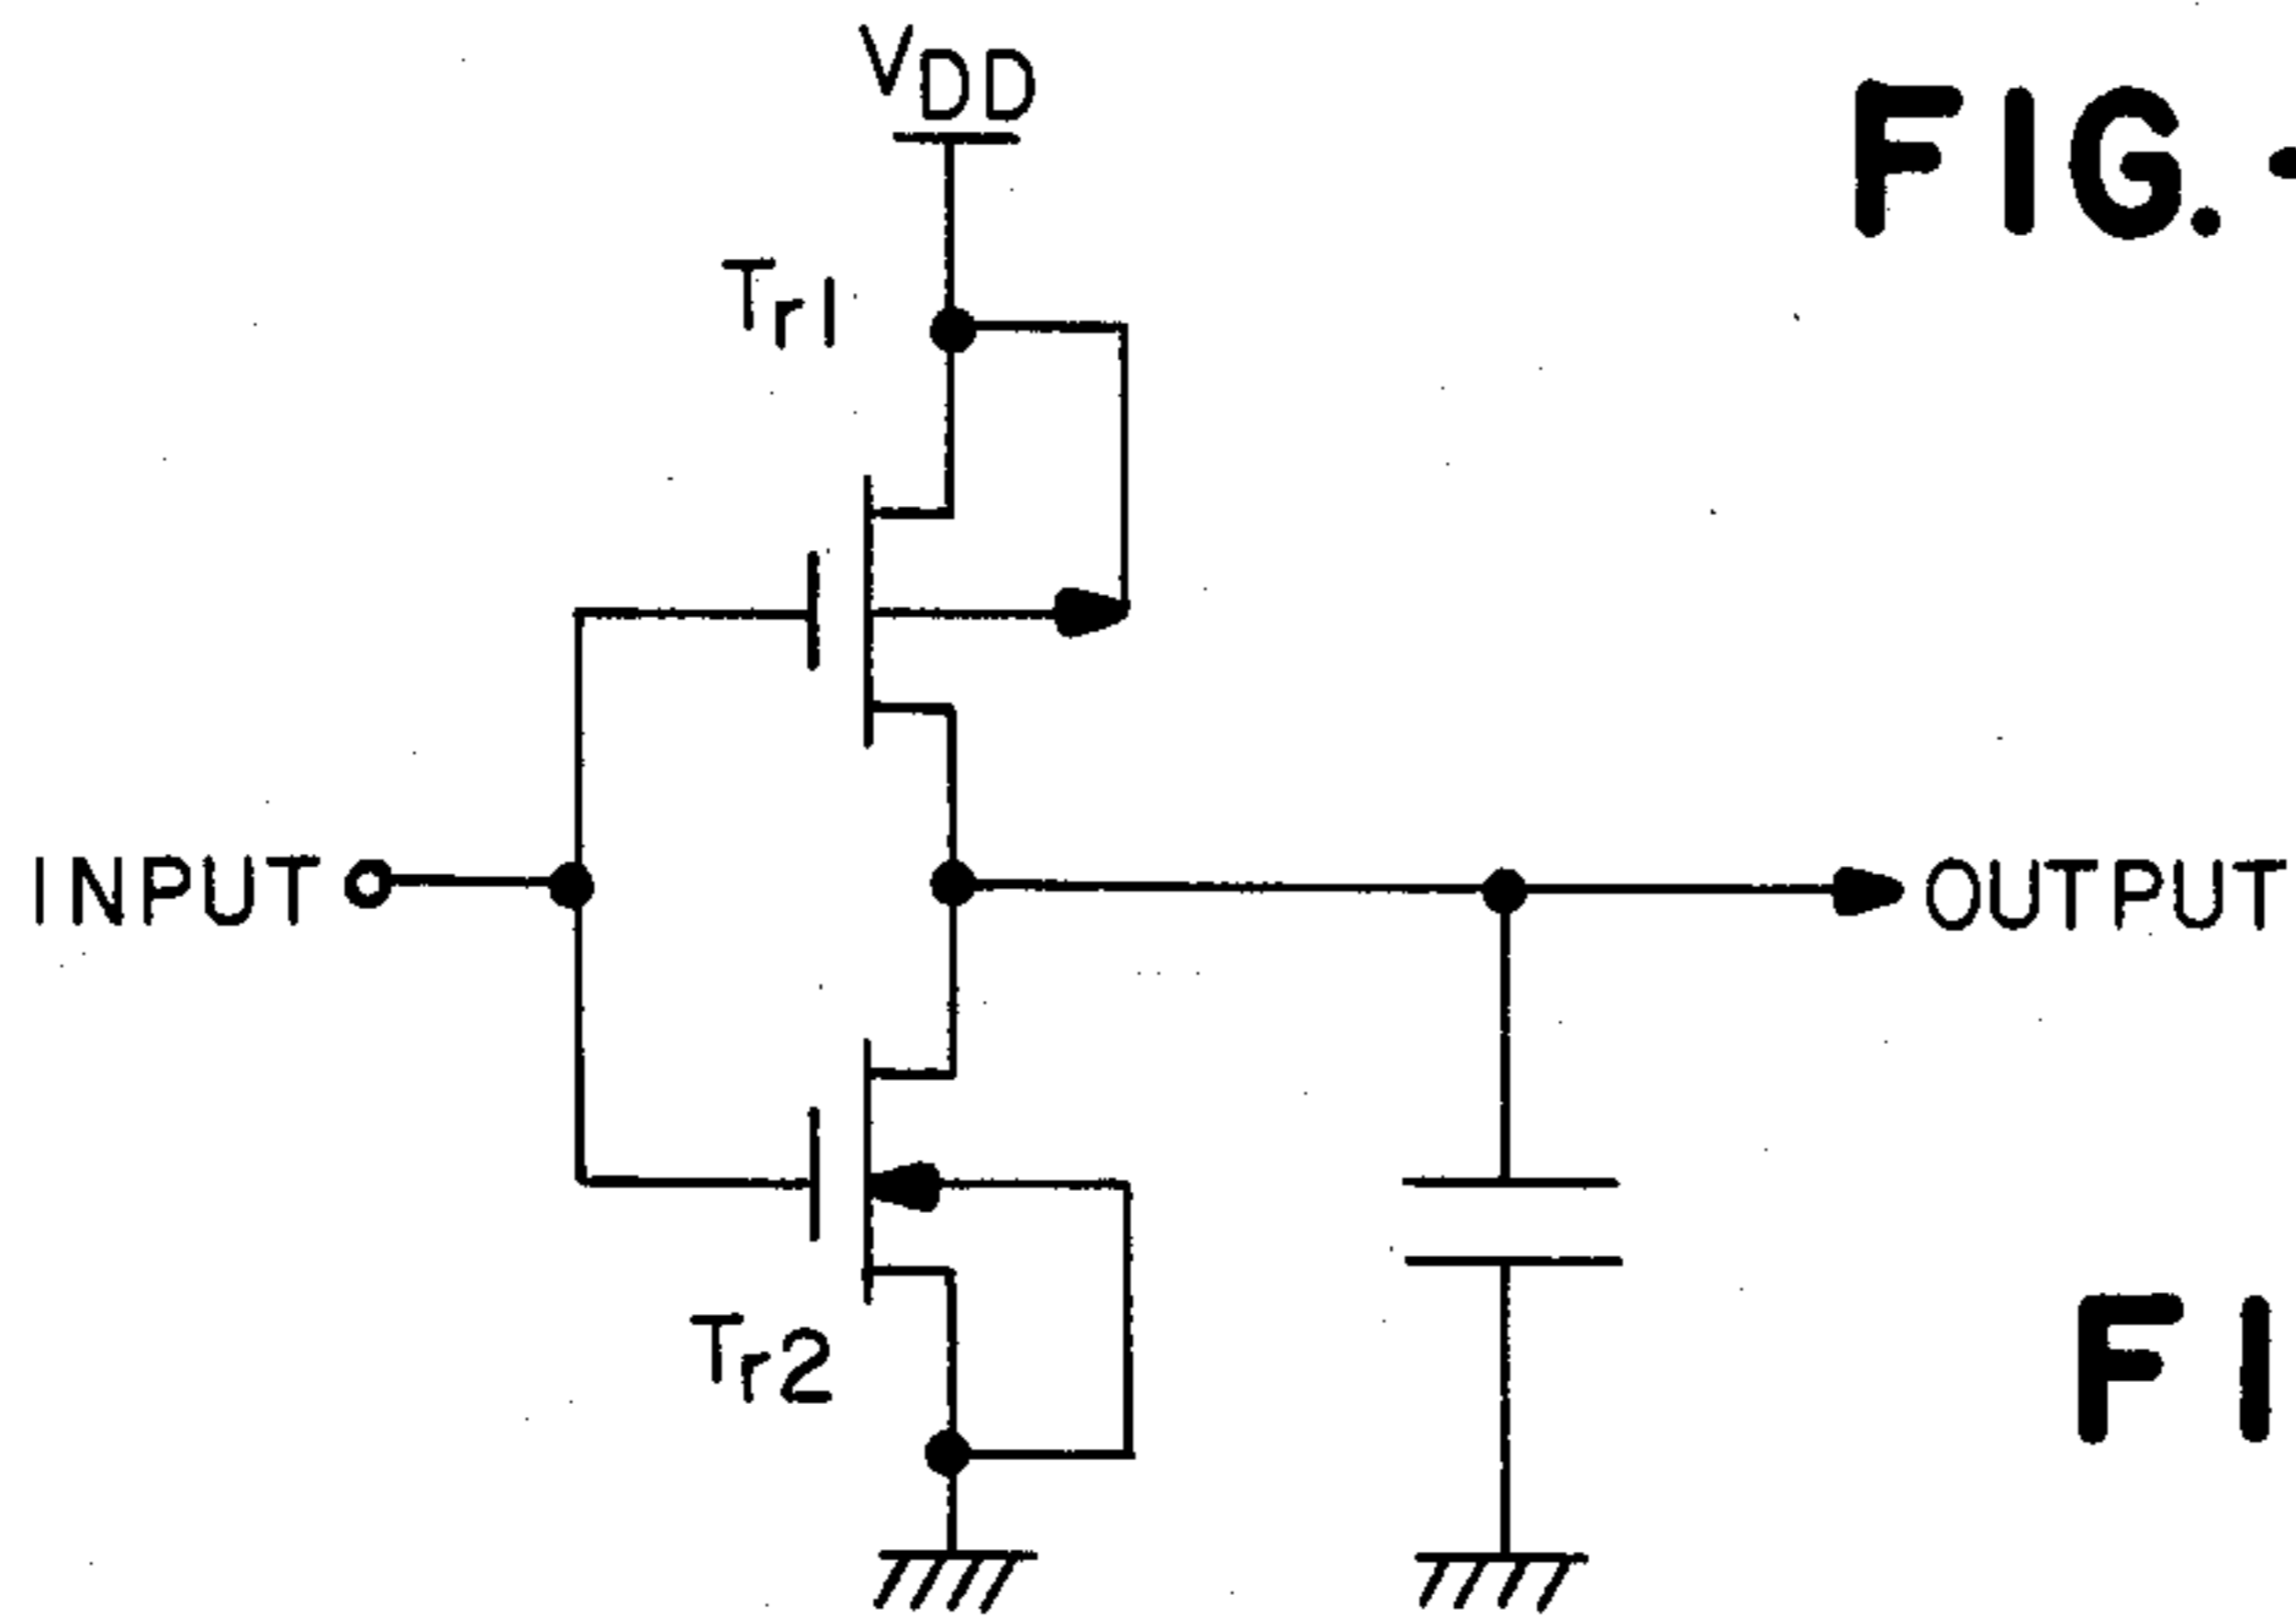 VDD
FIG.
Tr1
INPUT
OUTPUT
Tr2
FI